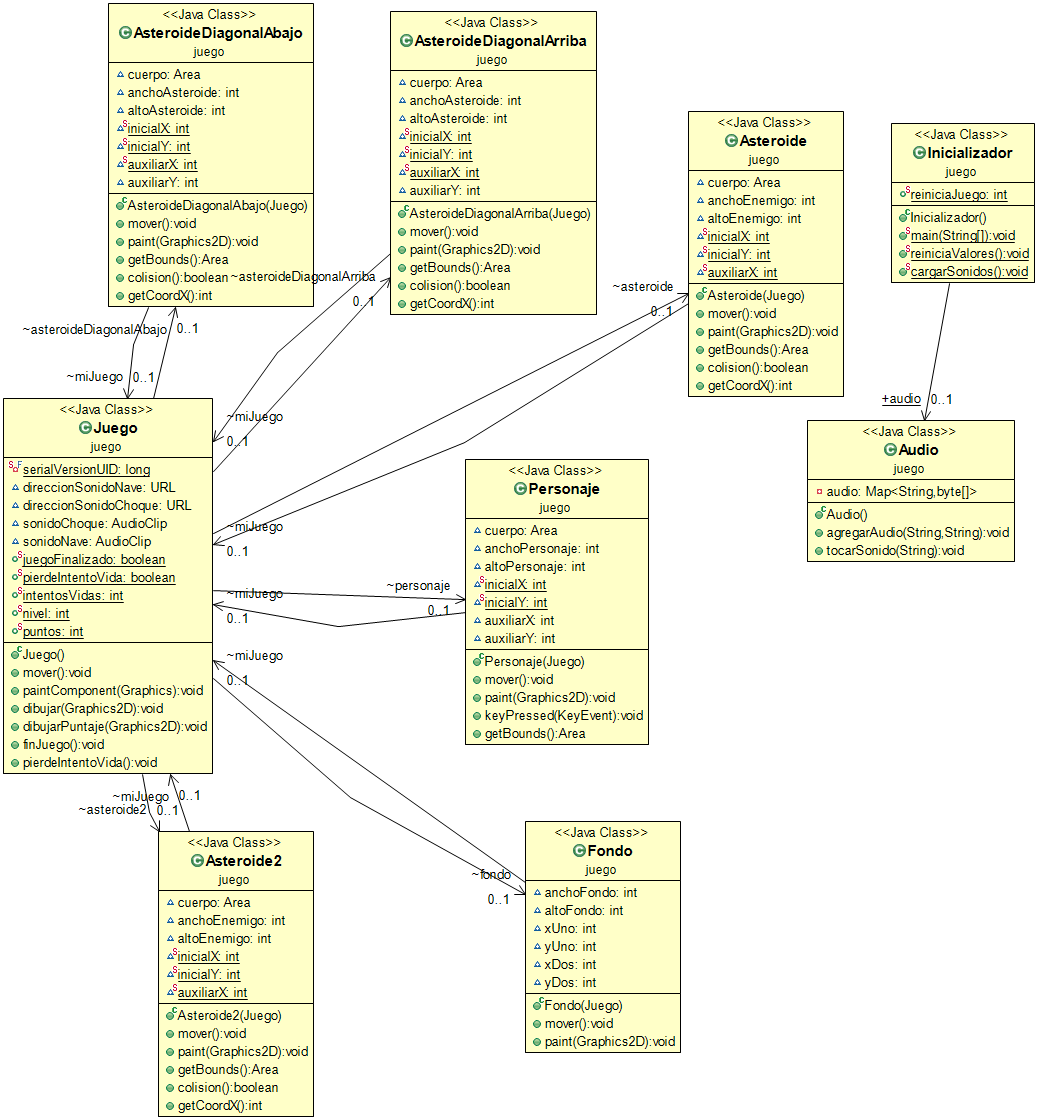 <<Java Class>>
AsteroideDiagonalAbajo
juego
cuerpo: Area
anchoAsteroide: int
altoAsteroide: int
inicialX: int
inicialY: int
auxiliarX: int
auxiliarY: int
AsteroideDiagonalAbajo(Juego)
mover():void
paint(Graphics2D):void
getBounds():Area
colision():boolean
getCoordX():int
<<Java Class>>
AsteroideDiagonalArriba
juego
cuerpo: Area
anchoAsteroide: int
altoAsteroide: int
inicialX: int
inicialY: int
auxiliarX: int
auxiliarY: int
AsteroideDiagonalArriba(Juego)
mover():void
paint(Graphics2D):void
getBounds():Area
colision():boolean
getCoordX():int
<<Java Class>>
Asteroide
juego
cuerpo: Area
anchoEnemigo: int
altoEnemigo: int
inicialX: int
inicialY: int
auxiliarX: int
Asteroide(Juego)
mover():void
paint(Graphics2D):void
getBounds():Area
colision():boolean
getCoordX():int
<<Java Class>>
Inicializador
juego
reiniciaJuego: int
Inicializador()
main(String[]):void
reiniciaValores():void
cargarSonidos():void
~asteroideDiagonalArriba
0..1
~asteroide
0..1
~asteroideDiagonalAbajo
0..1
~miJuego
0..1
~miJuego
0..1
+audio
0..1
<<Java Class>>
Juego
juego
serialVersionUID: long
direccionSonidoNave: URL
direccionSonidoChoque: URL
sonidoChoque: AudioClip
sonidoNave: AudioClip
juegoFinalizado: boolean
pierdeIntentoVida: boolean
intentosVidas: int
nivel: int
puntos: int
Juego()
mover():void
paintComponent(Graphics):void
dibujar(Graphics2D):void
dibujarPuntaje(Graphics2D):void
finJuego():void
pierdeIntentoVida():void
<<Java Class>>
Audio
juego
audio: Map<String,byte[]>
Audio()
agregarAudio(String,String):void
tocarSonido(String):void
~miJuego
0..1
~personaje
0..1
~miJuego
0..1
~miJuego
0..1
<<Java Class>>
Personaje
juego
cuerpo: Area
anchoPersonaje: int
altoPersonaje: int
inicialX: int
inicialY: int
auxiliarX: int
auxiliarY: int
Personaje(Juego)
mover():void
paint(Graphics2D):void
keyPressed(KeyEvent):void
getBounds():Area
~miJuego
0..1
~asteroide2
0..1
~fondo
0..1
<<Java Class>>
Asteroide2
juego
cuerpo: Area
anchoEnemigo: int
altoEnemigo: int
inicialX: int
inicialY: int
auxiliarX: int
Asteroide2(Juego)
mover():void
paint(Graphics2D):void
getBounds():Area
colision():boolean
getCoordX():int
<<Java Class>>
Fondo
juego
anchoFondo: int
altoFondo: int
xUno: int
yUno: int
xDos: int
yDos: int
Fondo(Juego)
mover():void
paint(Graphics2D):void